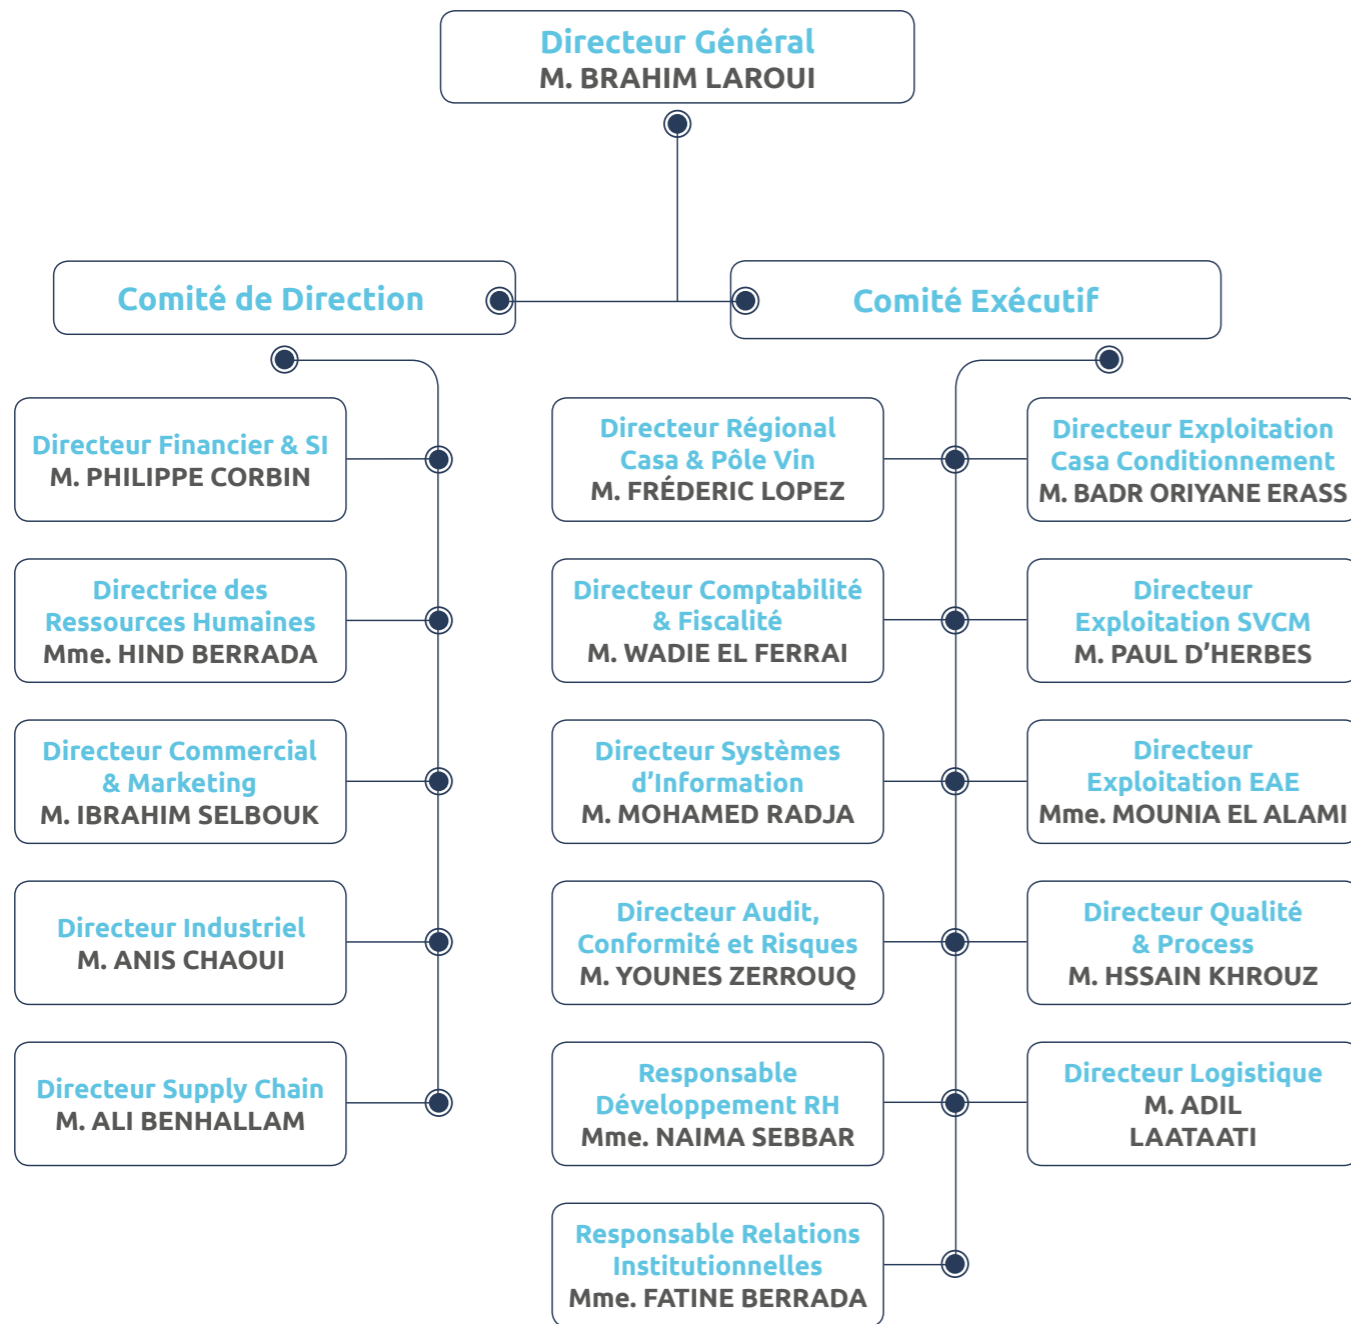 Directeur Général
M. BRAHIM LAROUI
Comité de Direction
Comité Exécutif
Directeur Financier & SI
M. PHILIPPE CORBIN
Directrice des
Ressources Humaines
Mme. HIND BERRADA
Directeur Commercial
& Marketing
M. IBRAHIM SELBOUK
Directeur Industriel
M. ANIS CHAOUI
Directeur Supply Chain
M. ALI BENHALLAM
Directeur Régional
Casa & Pôle Vin
M. FRÉDERIC LOPEZ
Directeur Comptabilité
& Fiscalité
M. WADIE EL FERRAI
Directeur Systèmes
d’Information
M. MOHAMED RADJA
Directeur Audit,
Conformité et Risques
M. YOUNES ZERROUQ
Responsable
Développement RH
Mme. NAIMA SEBBAR
Responsable Relations
Institutionnelles
Mme. FATINE BERRADA
Directeur Exploitation
Casa Conditionnement
M. BADR ORIYANE ERASS
Directeur
Exploitation SVCM
M. PAUL D’HERBES
Directeur
Exploitation EAE
Mme. MOUNIA EL ALAMI
Directeur Qualité
& Process
M. HSSAIN KHROUZ
Directeur Logistique
M. ADIL
LAATAATI